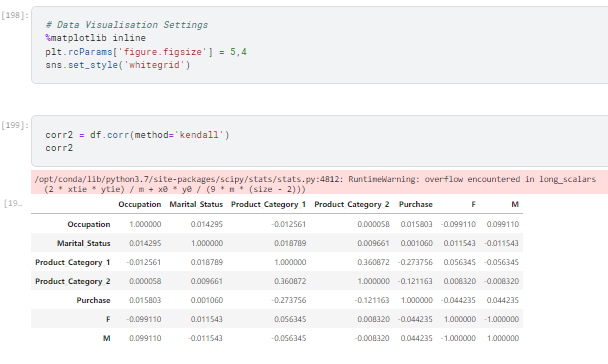 [198]:
# Data Visualisation Settings
%matplotlib inline
plt.rcParams['figure.figsize'] = 5,4
sns.set_style('whitegrid')
[199]:
corr2 = df.corr(method='kendall')
corr2
/opt/conda/lib/python3.7/site-packages/scipy/stats/stats.py:4812: RuntimeWarning: overflow encountered in long_scalars
(2 * xtie * ytie) / m + x0 * y0 / (9 * m * (size - 2)))
[19...
Occupation Marital Status Product Category 1 Product Category 2 Purchase F M
Occupation 1.000000 0.014295 -0.012561 0.000058 0.015803 -0.099110 0.099110
Marital Status 0.014295 1.000000 0.018789 0.009661 0.001060 0.011543 -0.011543
Product Category 1 -0.012561 0.018789 1.000000 0.360872 -0.273756 0.056345 -0.056345
Product Category 2 0.000058 0.009661 0.360872 1.000000 -0.121163 0.008320 -0.008320
Purchase 0.015803 0.001060 -0.273756 -0.121163 1.000000 -0.044235 0.044235
F -0.099110 0.011543 0.056345 0.008320 -0.044235 1.000000 -1.000000
M 0.099110 -0.011543 -0.056345 -0.008320 0.044235 -1.000000 1.000000